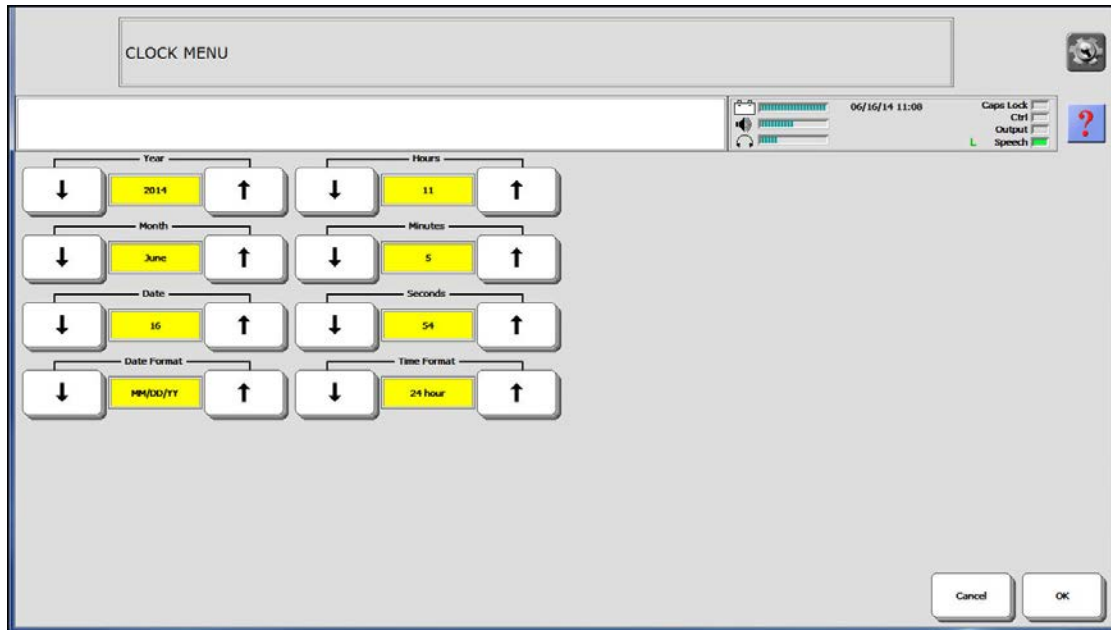 CLOCK MENU
06/16/14 11:08
Caps Lock
Ctrl
Output
L Speech
?
Year
Hours
↓ 2014 ↑
↓ 11 ↑
Month
Minutes
↓ June ↑
↓ 5 ↑
Date
Seconds
↓ 16 ↑
↓ 54 ↑
Date Format
Time Format
↓ MM/DD/YY ↑
↓ 24 hour ↑
Cancel
OK